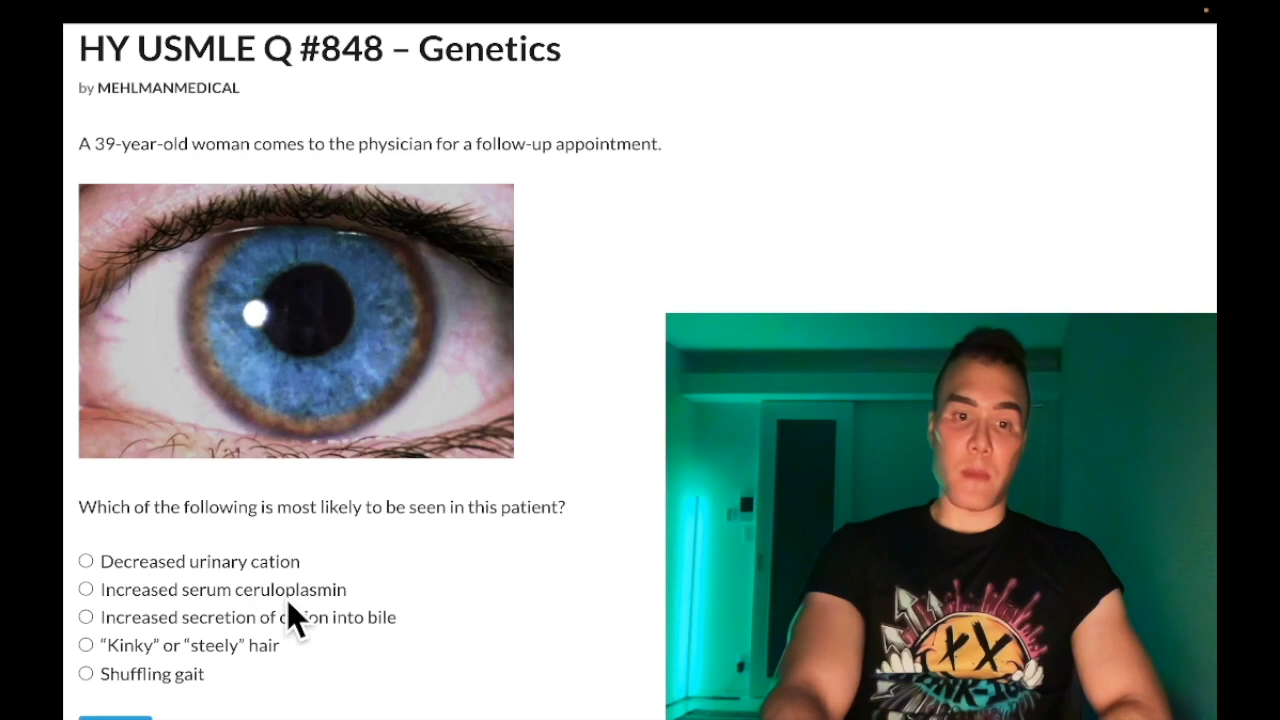 HY USMLE Q #848 – Genetics
by MEHLMANMEDICAL
A 39-year-old woman comes to the physician for a follow-up appointment.
Which of the following is most likely to be seen in this patient?
Decreased urinary cation
Increased serum ceruloplasmin
Increased secretion of into bile
“Kinky” or “steely” hair
Shuffling gait